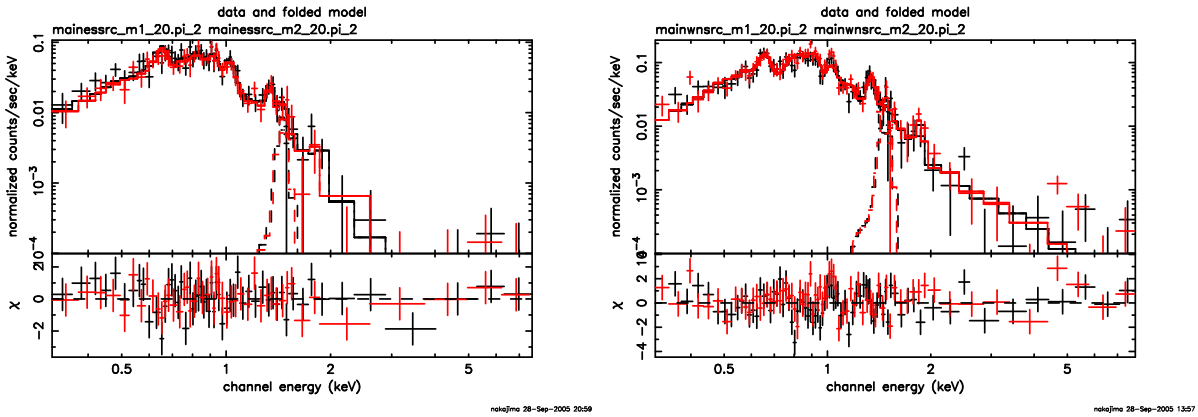 data and folded model
mainessrc_m1_20.pi_2 mainessrc_m2_20.pi_2
normalized counts/sec/keV
0.1
0.01
10−3
10−4
χ
2
0
−2
0.5
1
2
5
channel energy (keV)
nakajima 28-Sep-2005 20:59
data and folded model
mainwnsrc_m1_20.pi_2 mainwnsrc_m2_20.pi_2
normalized counts/sec/keV
0.1
0.01
10−3
10−4
χ
2
0
−2
−4
0.5
1
2
5
channel energy (keV)
nakajima 28-Sep-2005 13:57